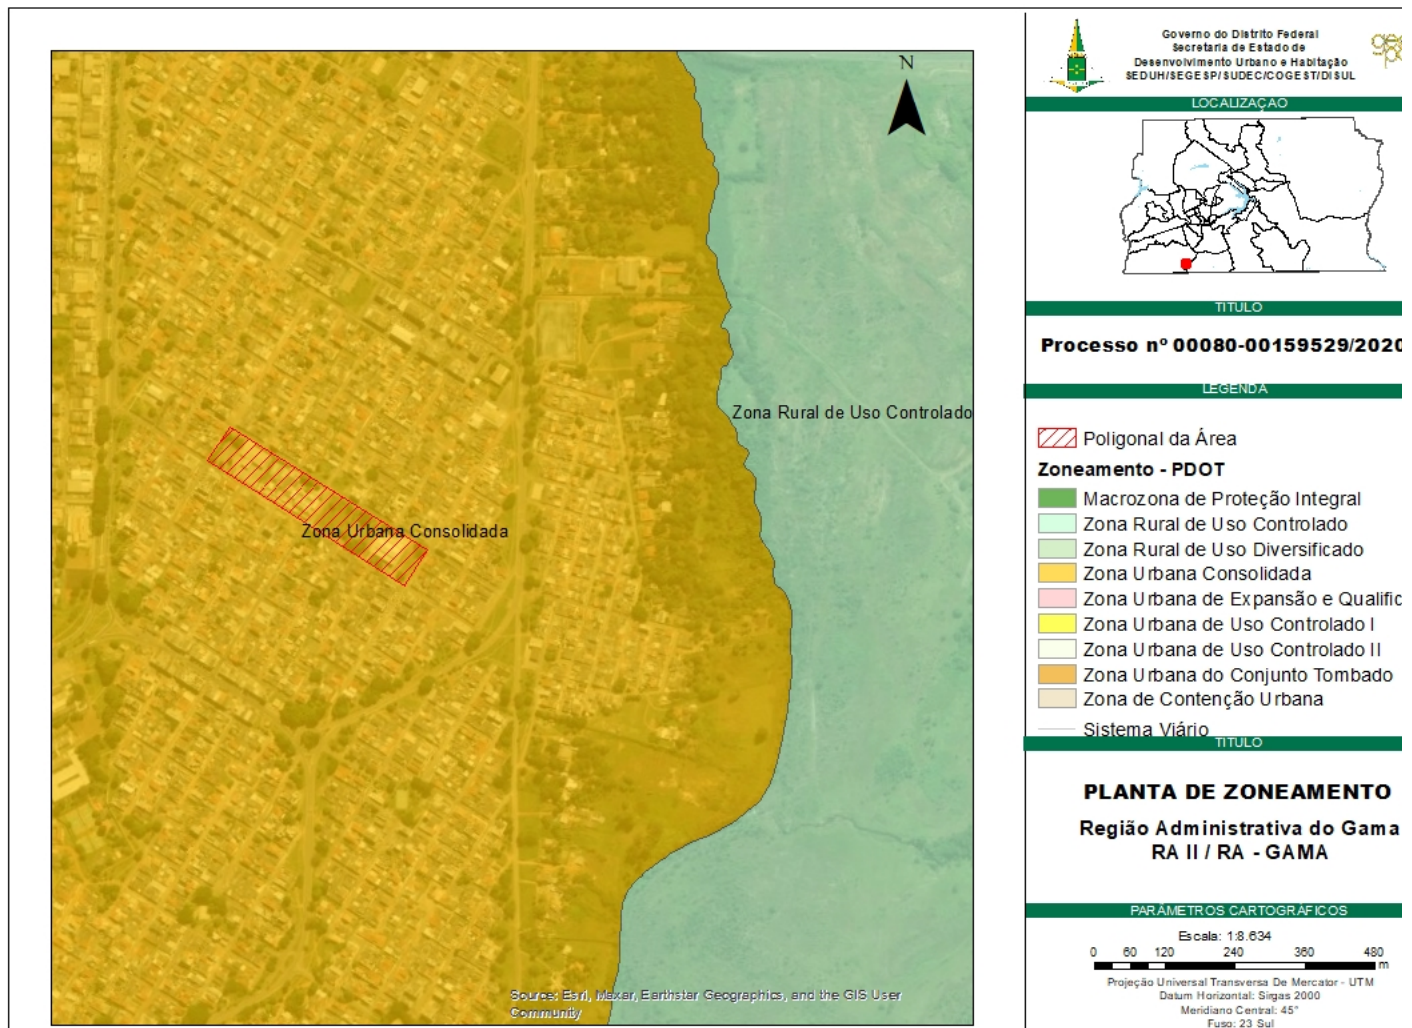 N
Zona Rural de Uso Controlado
Zona Urbana Consolidada
Source: Esri, Maxar, Earthstar Geographics, and the GIS User
Community
Governo do Distrito Federal
Secretaria de Estado de
Desenvolvimento Urbano e Habitação
SEDUH/SEGESP/SUDEC/COGEST/DISUL
LOCALIZAÇAO
TITULO
Processo nº 00080-00159529/2020
LEGENDA
Poligonal da Área
Zoneamento - PDOT
Macrozona de Proteção Integral
Zona Rural de Uso Controlado
Zona Rural de Uso Diversificado
Zona Urbana Consolidada
Zona Urbana de Expansão e Qualific
Zona Urbana de Uso Controlado I
Zona Urbana de Uso Controlado II
Zona Urbana do Conjunto Tombado
Zona de Contenção Urbana
Sistema Viário
TITULO
PLANTA DE ZONEAMENTO
Região Administrativa do Gama
RA II / RA - GAMA
PARÂMETROS CARTOGRÁFICOS
Escala: 1:8.634
0 60 120 240 360 480
m
Projeção Universal Transversa De Mercator - UTM
Datum Horizontal: Sirgas 2000
Meridiano Central: 45°
Fuso: 23 Sul